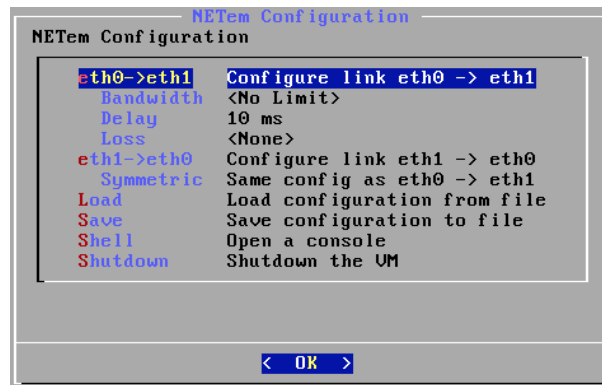 NETem Configuration
NETem Configuration
eth0->eth1 Configure link eth0 -> eth1
Bandwidth <No Limit>
Delay 10 ms
Loss <None>
eth1->eth0 Configure link eth1 -> eth0
Symmetric Same config as eth0 -> eth1
Load Load configuration from file
Save Save configuration to file
Shell Open a console
Shutdown Shutdown the VM
< OK >